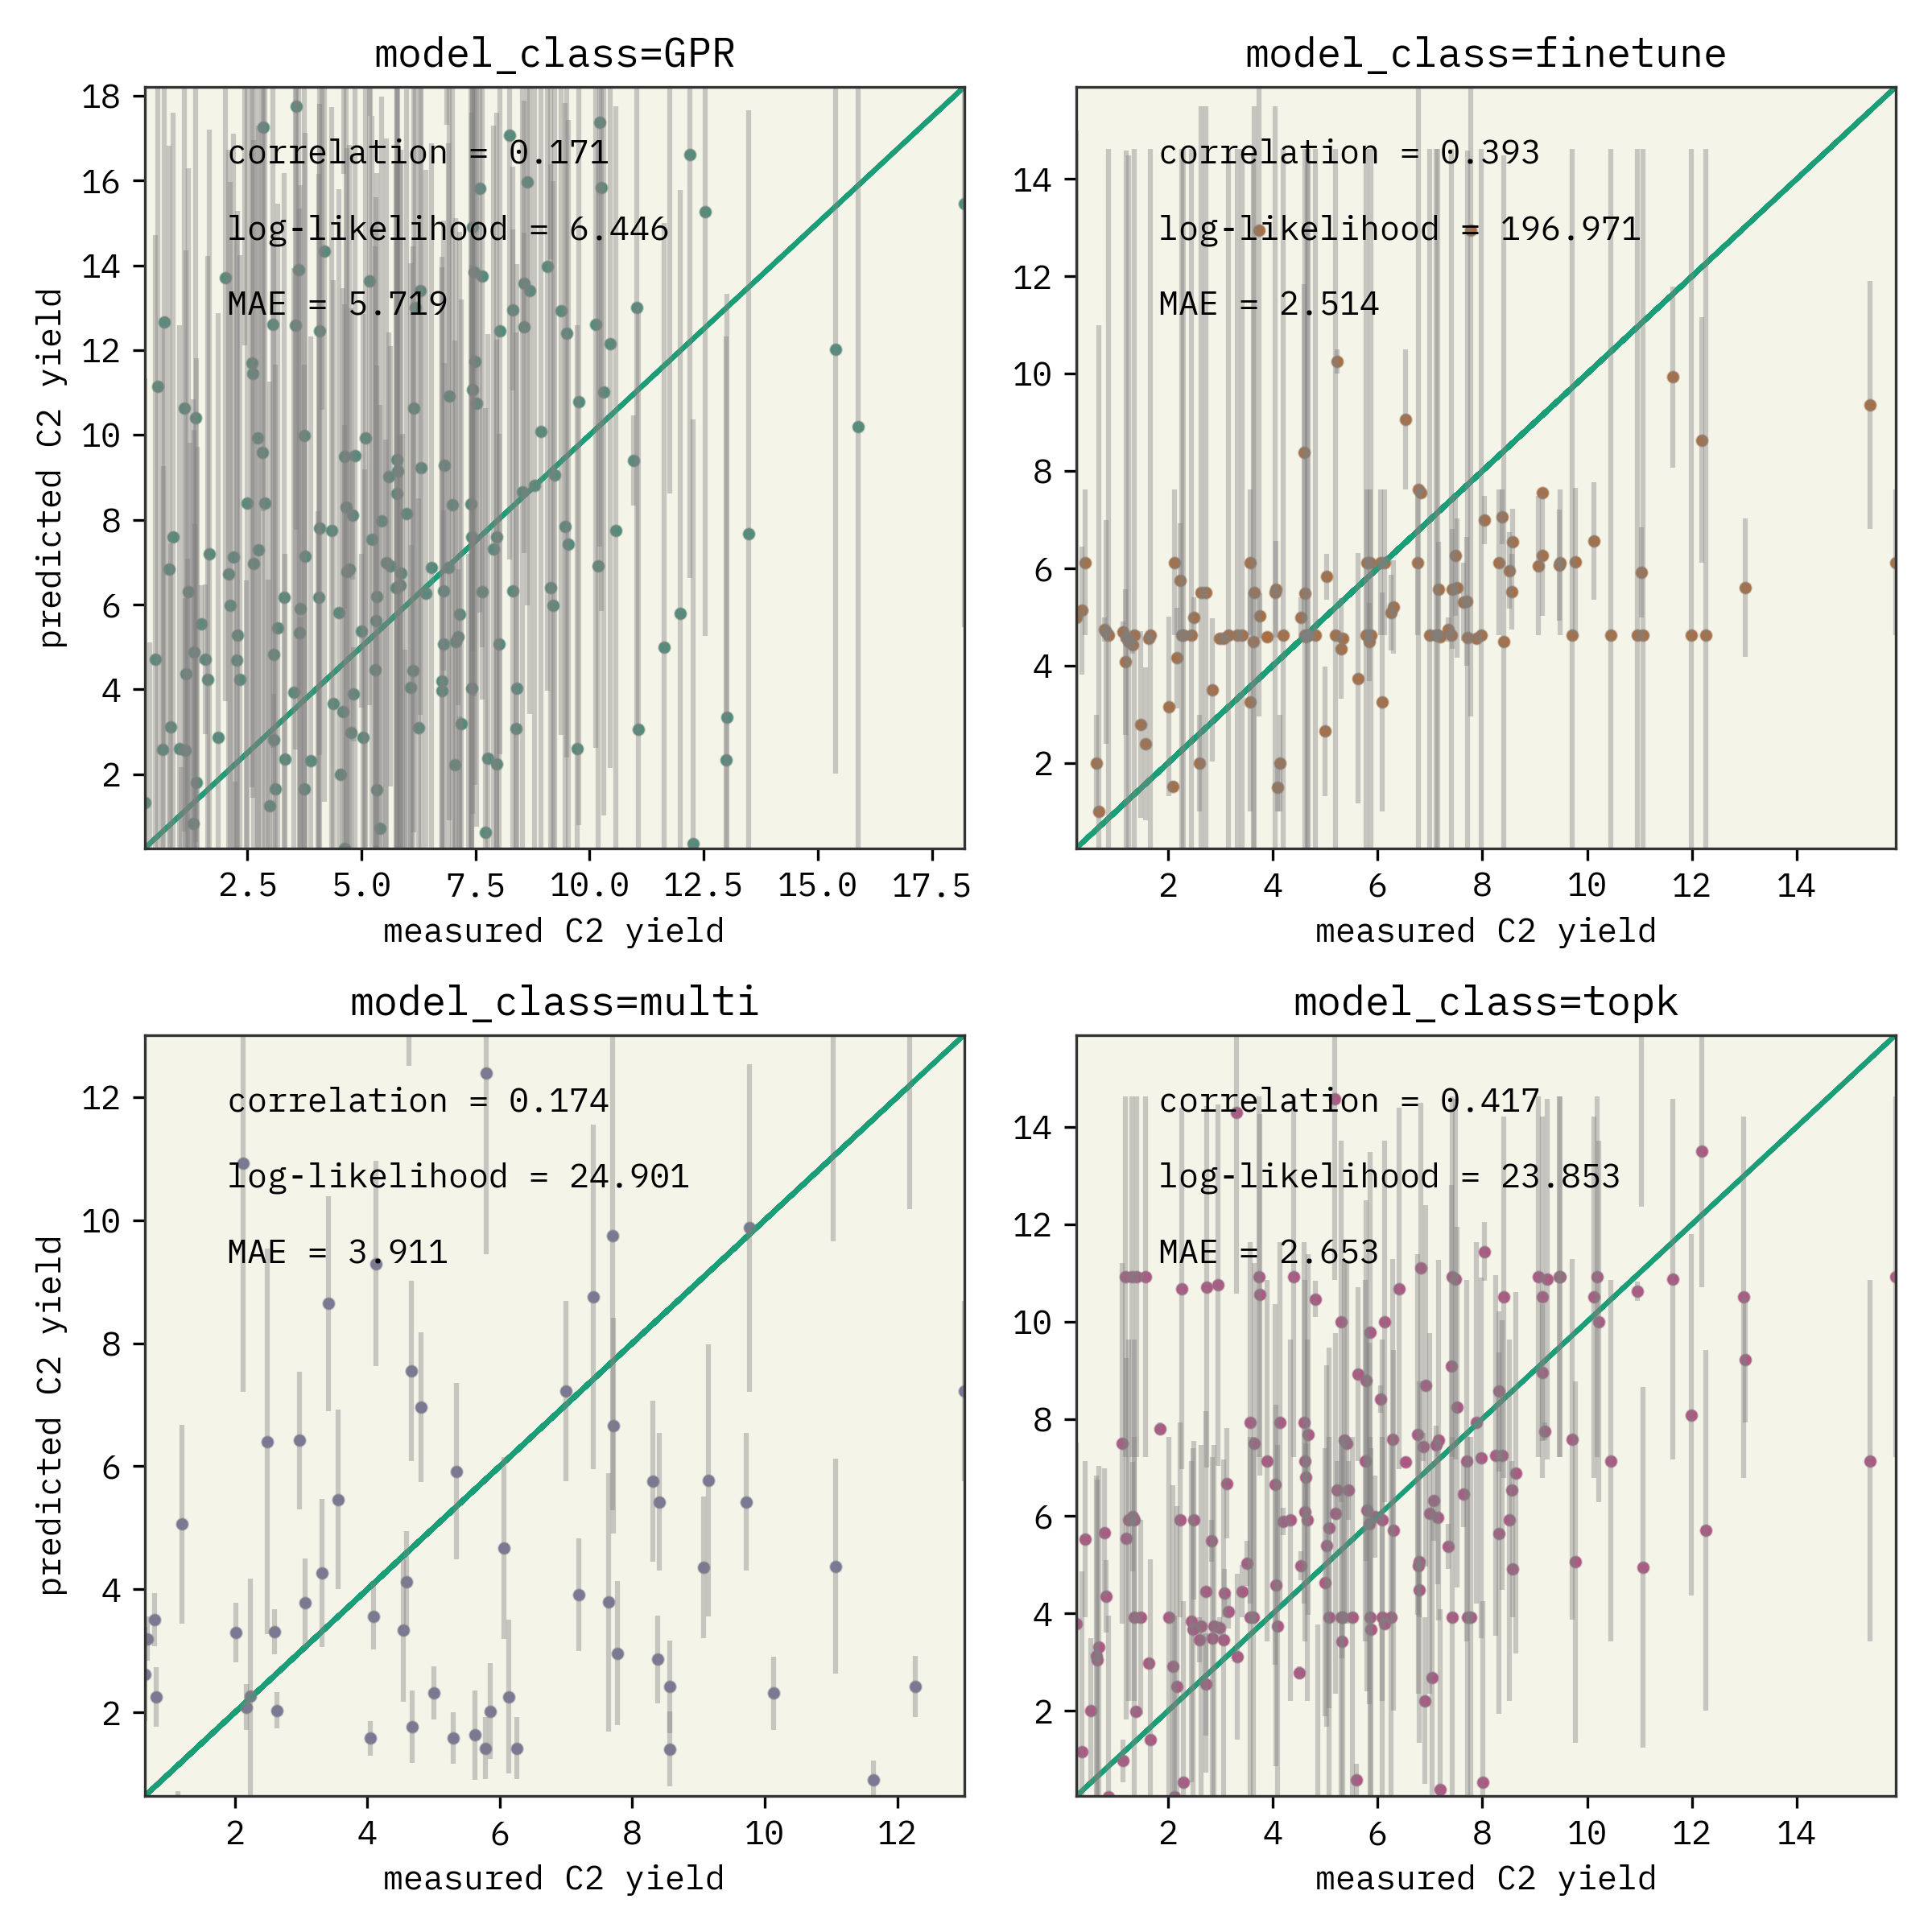 model_class=GPR
correlation = 0.171
log-likelihood = 6.446
MAE = 5.719
predicted C2 yield
18
16
14
12
10
8
6
4
2
2.5 5.0 7.5 10.0 12.5 15.0 17.5
measured C2 yield
model_class=finetune
correlation = 0.393
log-likelihood = 196.971
MAE = 2.514
14
12
10
8
6
4
2
2 4 6 8 10 12 14
measured C2 yield
model_class=multi
correlation = 0.174
log-likelihood = 24.901
MAE = 3.911
predicted C2 yield
12
10
8
6
4
2
2 4 6 8 10 12
measured C2 yield
model_class=topk
correlation = 0.417
log-likelihood = 23.853
MAE = 2.653
14
12
10
8
6
4
2
2 4 6 8 10 12 14
measured C2 yield